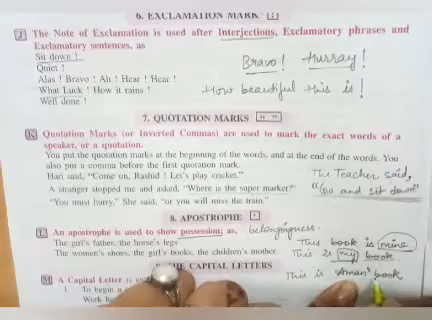 6. EXCLAMATION MARK [!]
J The Note of Exclamation is used after Interjections, Exclamatory phrases and
Exclamatory sentences, as
Sit down !
Quiet !
Alas ! Bravo ! Ah ! Hear ! Hear !
What Luck ! How it rains !
Well done !
Bravo! Hurray!
How beautiful this is!
7. QUOTATION MARKS [" "]
K Quotation Marks (or Inverted Commas) are used to mark the exact words of a
speaker, or a quotation.
You put the quotation marks at the beginning of the words, and at the end of the words. You
also put a comma before the first quotation mark.
Hari said, "Come on, Rashid ! Let's play cricket."
A stranger stopped me and asked, "Where is the super market?"
"You must hurry," She said, "or you will miss the train."
The Teacher said,
"Go and sit down"
8. APOSTROPHE [']
L An apostrophe is used to show possession; as, belongingness.
The girl's father, the horse's legs
The women's shoes, the girl's books, the children's mother
This book is mine
This is my book.
This is Aman's book
CAPITAL LETTERS
M A Capital Letter is
1. To begin a